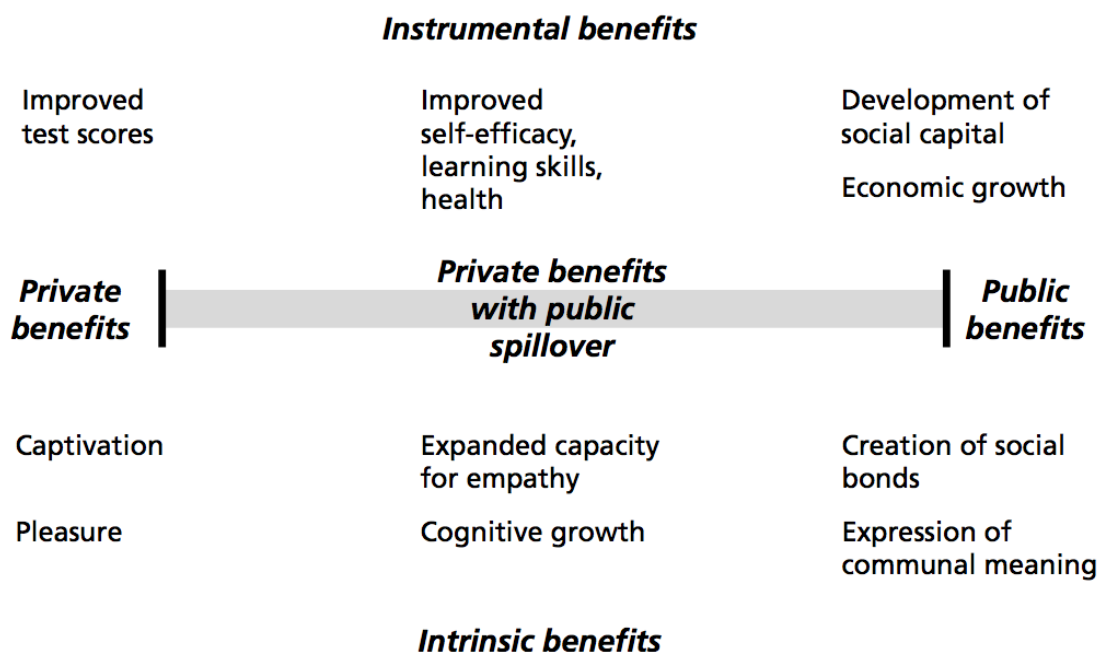 Instrumental benefits
Improved
test scores
Improved
self-efficacy,
learning skills,
health
Development of
social capital
Economic growth
Private
benefits
Private benefits
with public
spillover
Public
benefits
Captivation
Pleasure
Expanded capacity
for empathy
Cognitive growth
Creation of social
bonds
Expression of
communal meaning
Intrinsic benefits